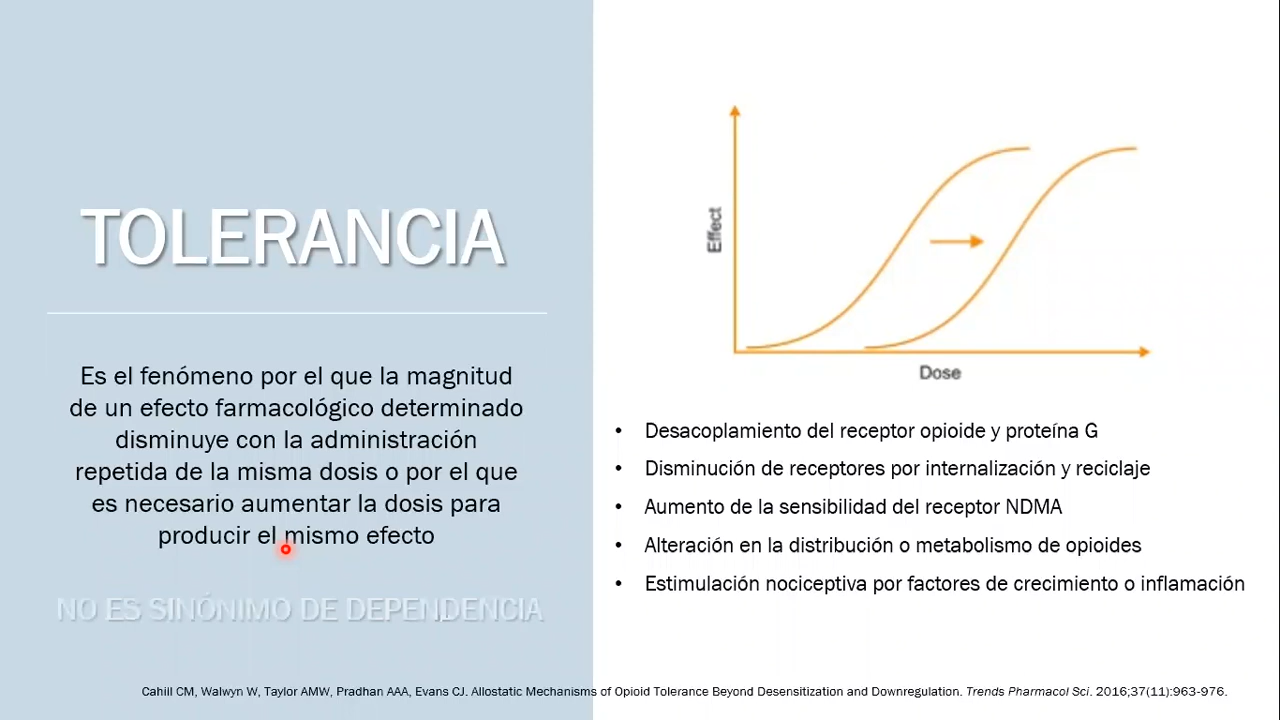 TOLERANCIA
Es el fenómeno por el que la magnitud
de un efecto farmacológico determinado
disminuye con la administración
repetida de la misma dosis o por el que
es necesario aumentar la dosis para
producir el mismo efecto
NO ES SINÓNIMO DE DEPENDENCIA
Effect
Dose
• Desacoplamiento del receptor opioide y proteína G
• Disminución de receptores por internalización y reciclaje
• Aumento de la sensibilidad del receptor NDMA
• Alteración en la distribución o metabolismo de opioides
• Estimulación nociceptiva por factores de crecimiento o inflamación
Cahill CM, Walwyn W, Taylor AMW, Pradhan AAA, Evans CJ. Allostatic Mechanisms of Opioid Tolerance Beyond Desensitization and Downregulation. Trends Pharmacol Sci. 2016;37(11):963-976.